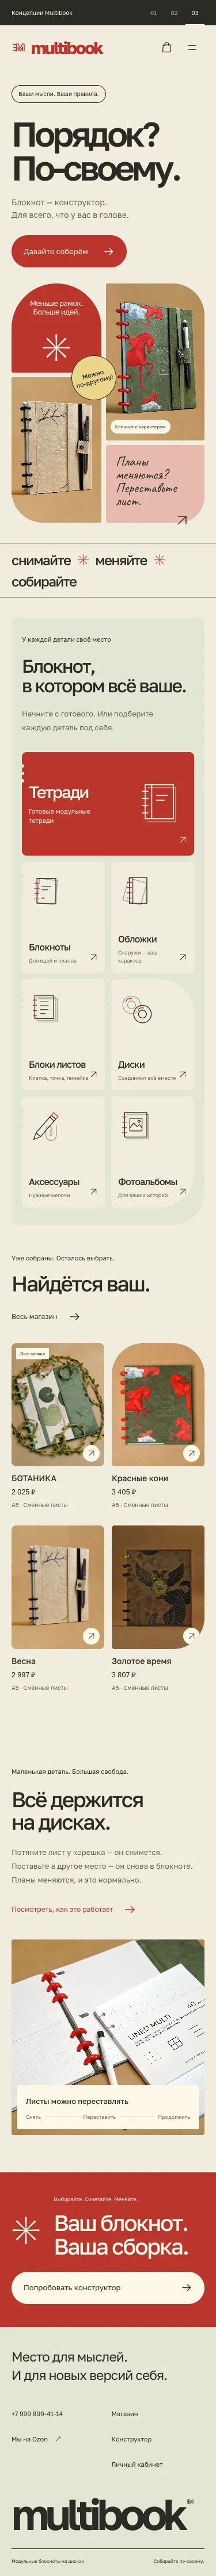 Концепции Multibook
01 02 03
multibook
Ваши мысли. Ваши правила.
Порядок?
По-своему.
Блокнот — конструктор.
Для всего, что у вас в голове.
Давайте соберём
Меньше рамок.
Больше идей.
Можно
по-другому!
Блокнот с характером
Планы
меняются?
Переставьте
лист.
снимайте меняйте
собирайте
У каждой детали своё место
Блокнот,
в котором всё ваше.
Начните с готового. Или подберите
каждую деталь под себя.
Тетради
Готовые модульные
тетради
Блокноты
Для идей и планов
Обложки
Снаружи — ваш
характер
Блоки листов
Клетка, точка, линейка
Диски
Соединяют всё вместе
Аксессуары
Нужные мелочи
Фотоальбомы
Для ваших историй
Уже собраны. Осталось выбрать.
Найдётся ваш.
Весь магазин
Эко-замша
БОТАНИКА
2 025 ₽
А5 · Сменные листы
Красные кони
3 405 ₽
А5 · Сменные листы
Весна
2 997 ₽
А5 · Сменные листы
Золотое время
3 807 ₽
А5 · Сменные листы
Маленькая деталь. Большая свобода.
Всё держится
на дисках.
Потяните лист у корешка — он снимется.
Поставьте в другое место — он снова в блокноте.
Планы меняются, и это нормально.
Посмотреть, как это работает
LINED MULTI
Листы можно переставлять
Снять Переставить Продолжить
Выбирайте. Сочетайте. Меняйте.
Ваш блокнот.
Ваша сборка.
Попробовать конструктор
Место для мыслей.
И для новых версий себя.
+7 999 899-41-14
Магазин
Мы на Ozon
Конструктор
Личный кабинет
multibook
Модульные блокноты на дисках
Собирайте по-своему.